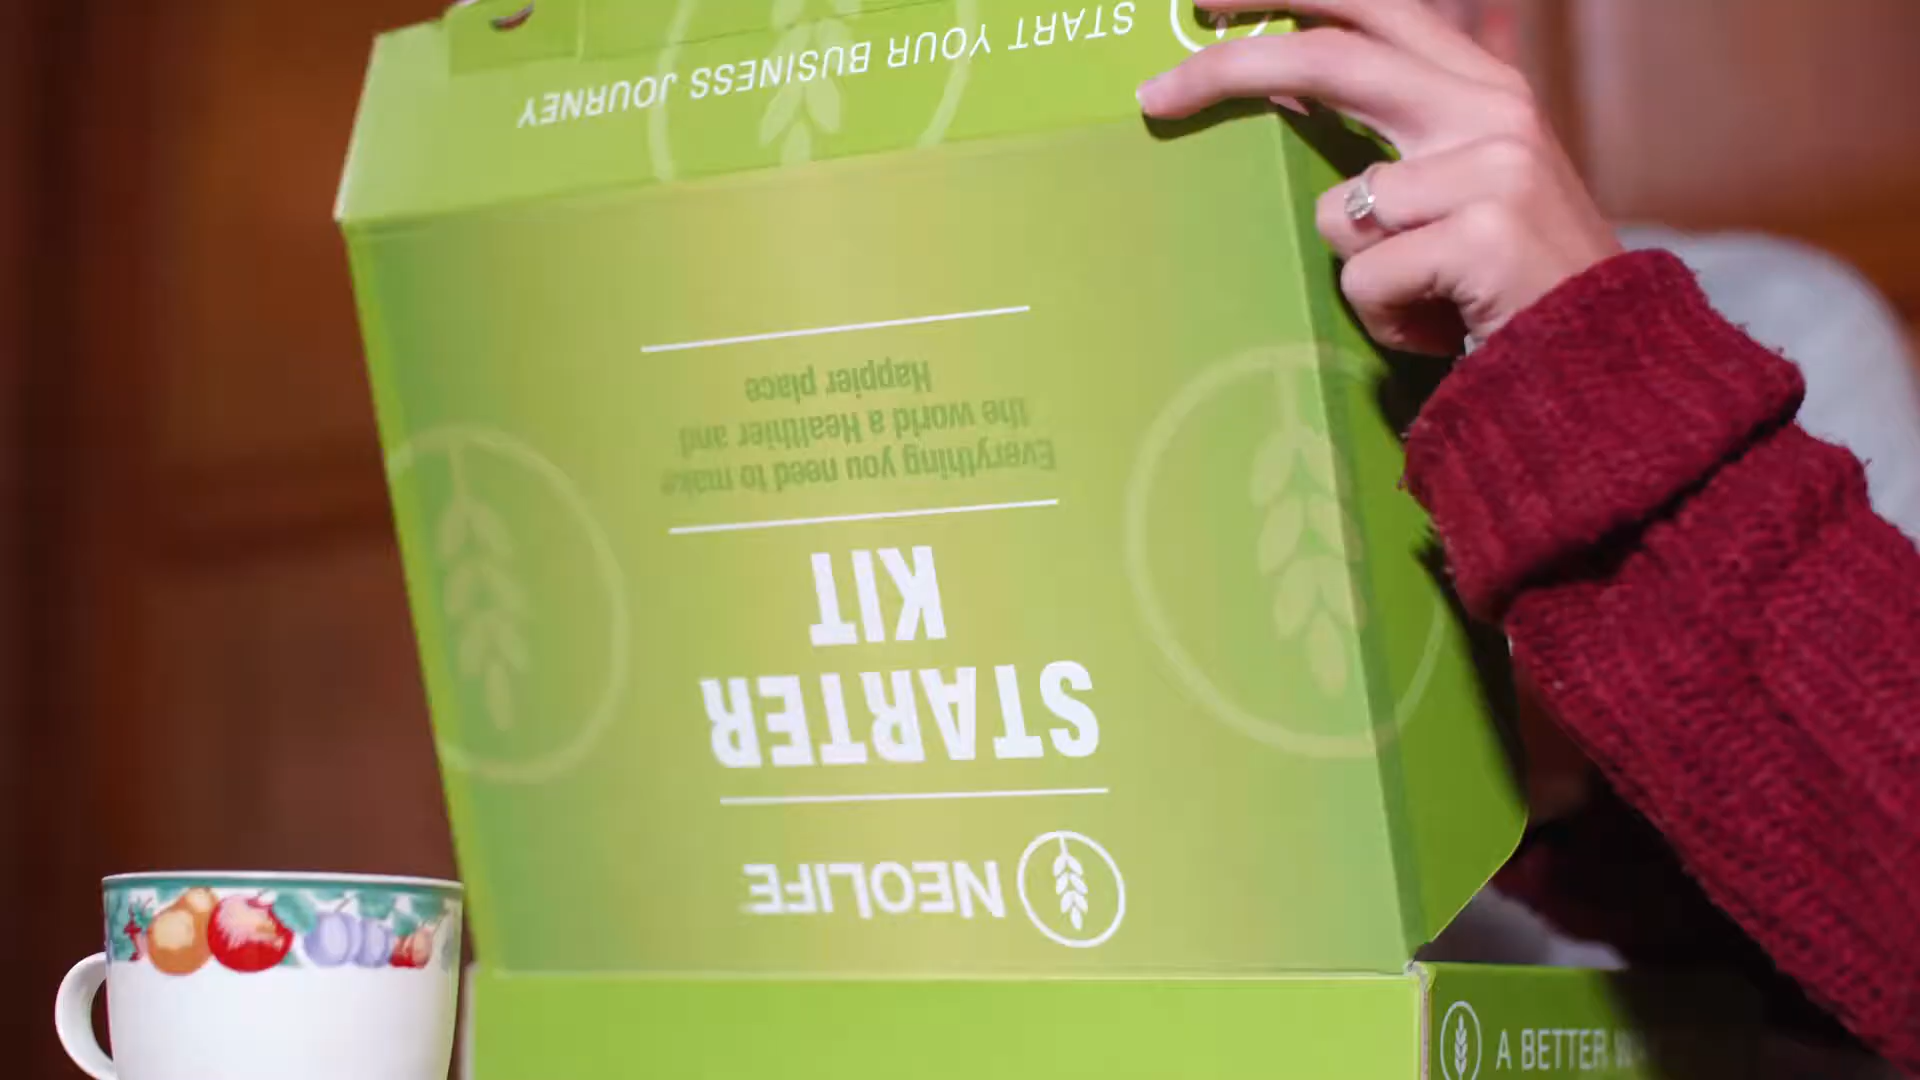 NEOLIFE
STARTER
KIT
Everything you need to make
the world a Healthier and
Happier place
START YOUR BUSINESS JOURNEY
A BETTER